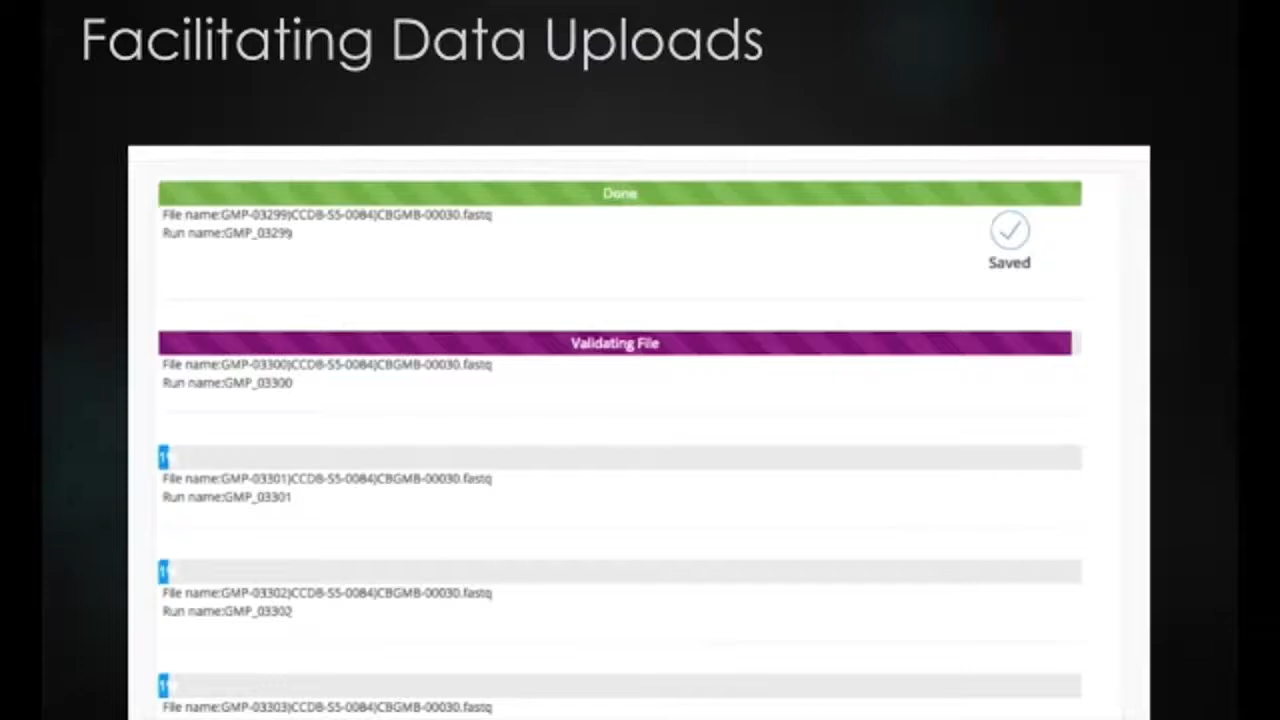 Facilitating Data Uploads
Done
File name:GMP-03299)CCDB-S5-0084)CBGMB-00030.fastq
Run name:GMP_03299
Saved
Validating File
File name:GMP-03300)CCDB-S5-0084)CBGMB-00030.fastq
Run name:GMP_03300
File name:GMP-03301)CCDB-S5-0084)CBGMB-00030.fastq
Run name:GMP_03301
File name:GMP-03302)CCDB-S5-0084)CBGMB-00030.fastq
Run name:GMP_03302
File name:GMP-03303)CCDB-S5-0084)CBGMB-00030.fastq